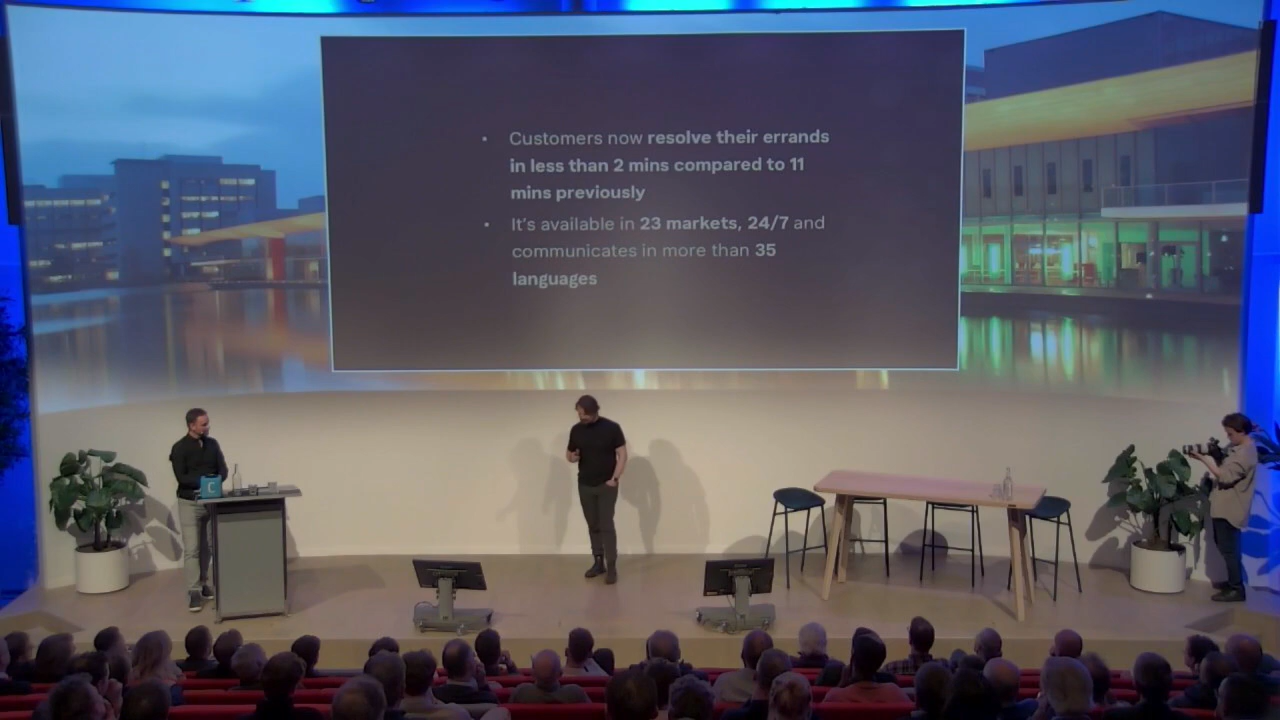 • Customers now resolve their errands
in less than 2 mins compared to 11
mins previously
• It's available in 23 markets, 24/7 and
communicates in more than 35
languages